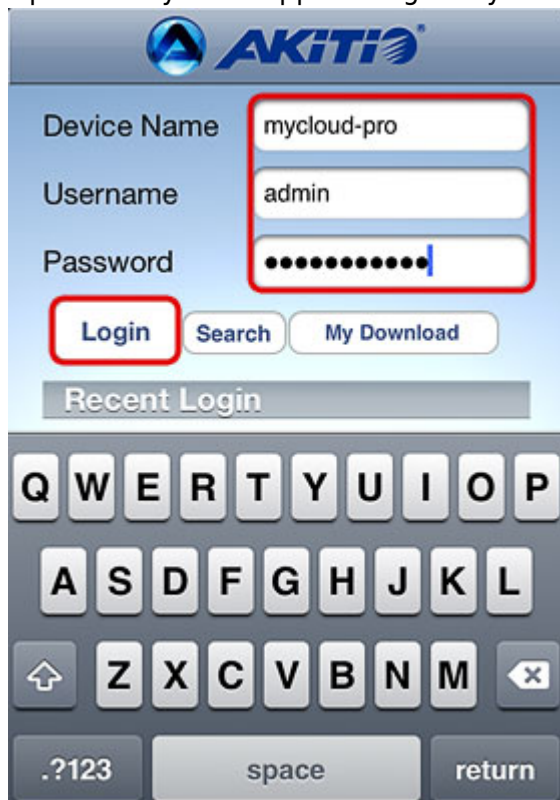 AKiTiO
Device Name mycloud-pro
Username admin
Password ●●●●●●●●●●●
Login Search My Download
Recent Login
Q W E R T Y U I O P
A S D F G H J K L
Z X C V B N M
.?123 space return